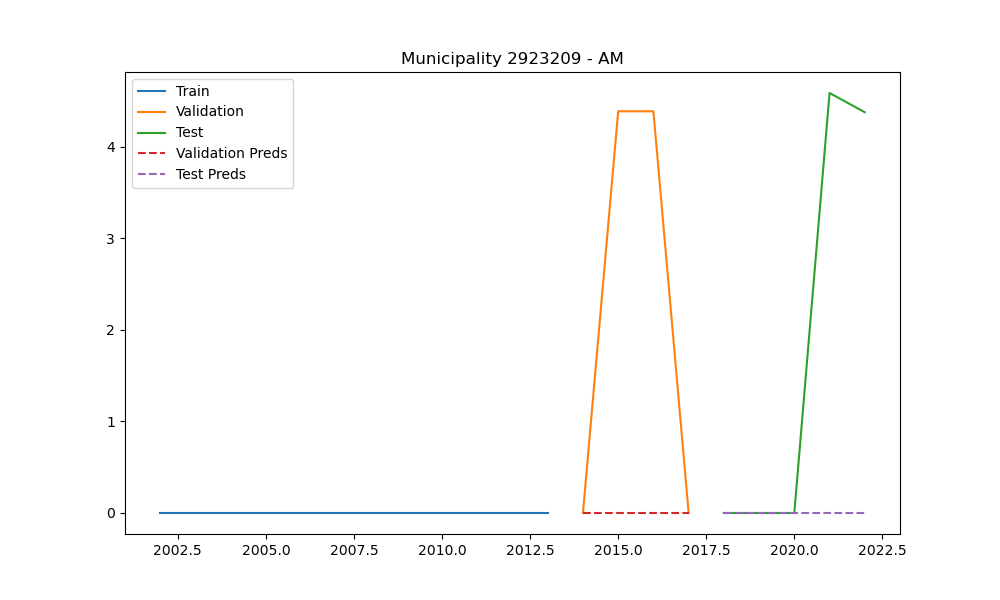 Municipality 2923209 - AM
Train
Validation
Test
Validation Preds
Test Preds
4
3
2
1
0
2002.5 2005.0 2007.5 2010.0 2012.5 2015.0 2017.5 2020.0 2022.5